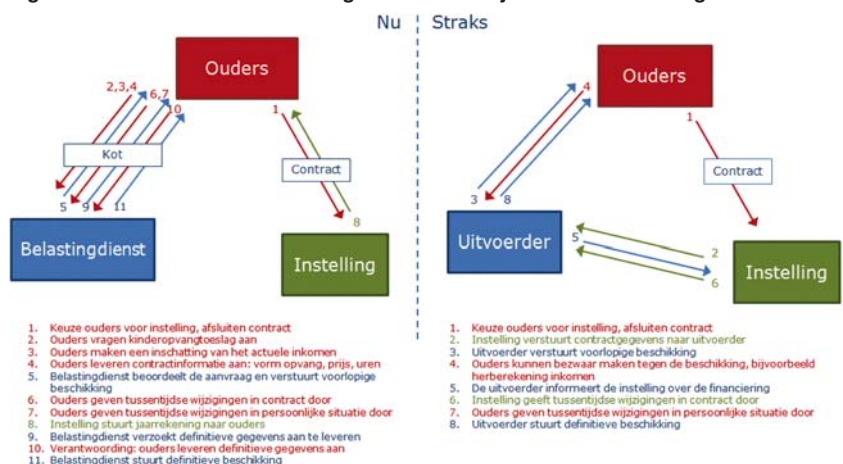 Nu
Straks
Ouders
2,3,4
6,7
10
1
Kot
Contract
5
9
11
8
Belastingdienst
Instelling
1. Keuze ouders voor instelling, afsluiten contract
2. Ouders vragen kinderopvangtoeslag aan
3. Ouders maken een inschatting van het actuele inkomen
4. Ouders leveren contractinformatie aan: vorm opvang, prijs, uren
5. Belastingdienst beoordeelt de aanvraag en verstuurt voorlopige
beschikking
6. Ouders geven tussentijdse wijzigingen in contract door
7. Ouders geven tussentijdse wijzigingen in persoonlijke situatie door
8. Instelling stuurt jaarrekening naar ouders
9. Belastingdienst verzoekt definitieve gegevens aan te leveren
10. Verantwoording: ouders leveren definitieve gegevens aan
11. Belastingdienst stuurt definitieve beschikking
Ouders
4
1
Contract
3
8
Uitvoerder
5
2
6
Instelling
1. Keuze ouders voor instelling, afsluiten contract
2. Instelling verstuurt contractgegevens naar uitvoerder
3. Uitvoerder verstuurt voorlopige beschikking
4. Ouders kunnen bezwaar maken tegen de beschikking, bijvoorbeeld
herberekening inkomen
5. De uitvoerder informeert de instelling over de financiering
6. Instelling geeft tussentijdse wijzigingen in contract door
7. Ouders geven tussentijdse wijzigingen in persoonlijke situatie door
8. Uitvoerder stuurt definitieve beschikking